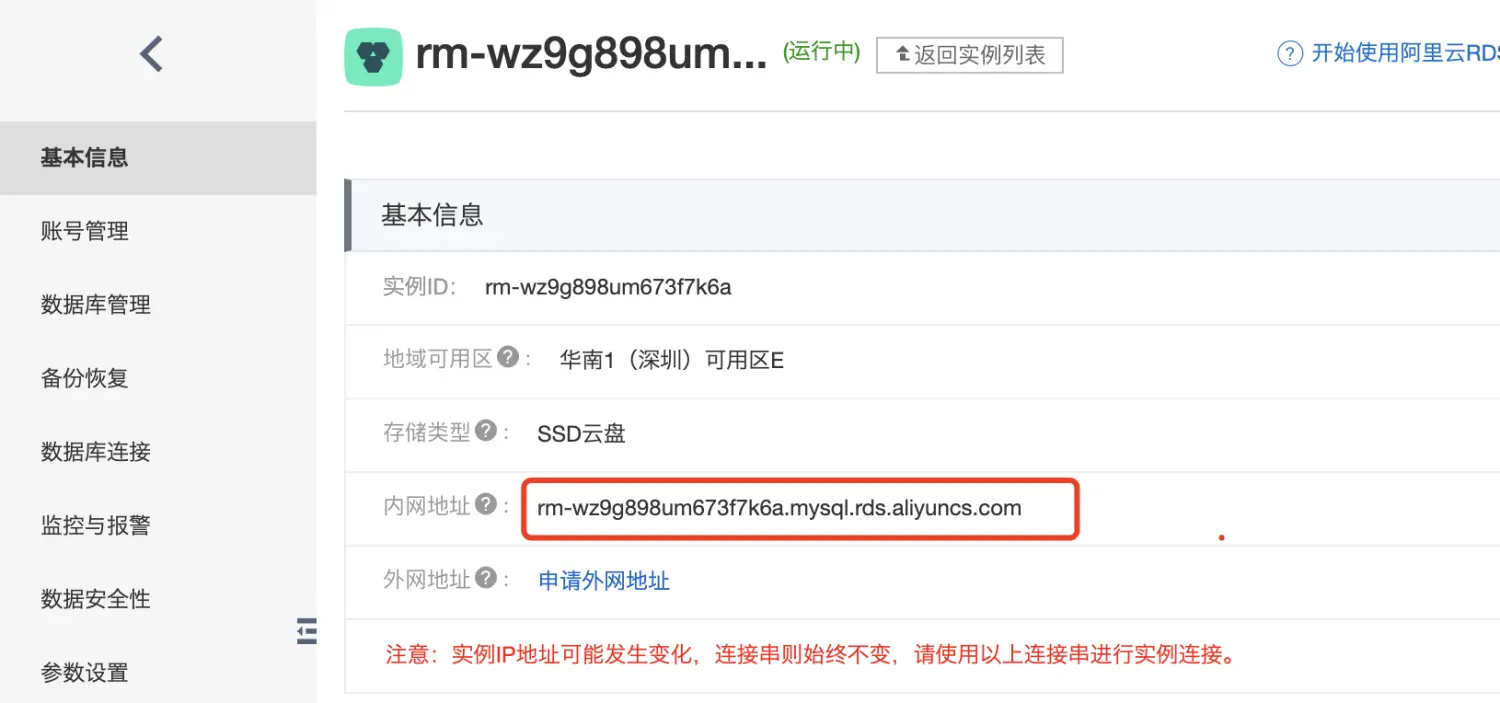 rm-wz9g898um... (运行中) 返回实例列表 ? 开始使用阿里云RDS
基本信息
账号管理
数据库管理
备份恢复
数据库连接
监控与报警
数据安全性
参数设置
基本信息
实例ID: rm-wz9g898um673f7k6a
地域可用区?: 华南1（深圳）可用区E
存储类型?: SSD云盘
内网地址?: rm-wz9g898um673f7k6a.mysql.rds.aliyuncs.com
外网地址?: 申请外网地址
注意：实例IP地址可能发生变化，连接串则始终不变，请使用以上连接串进行实例连接。